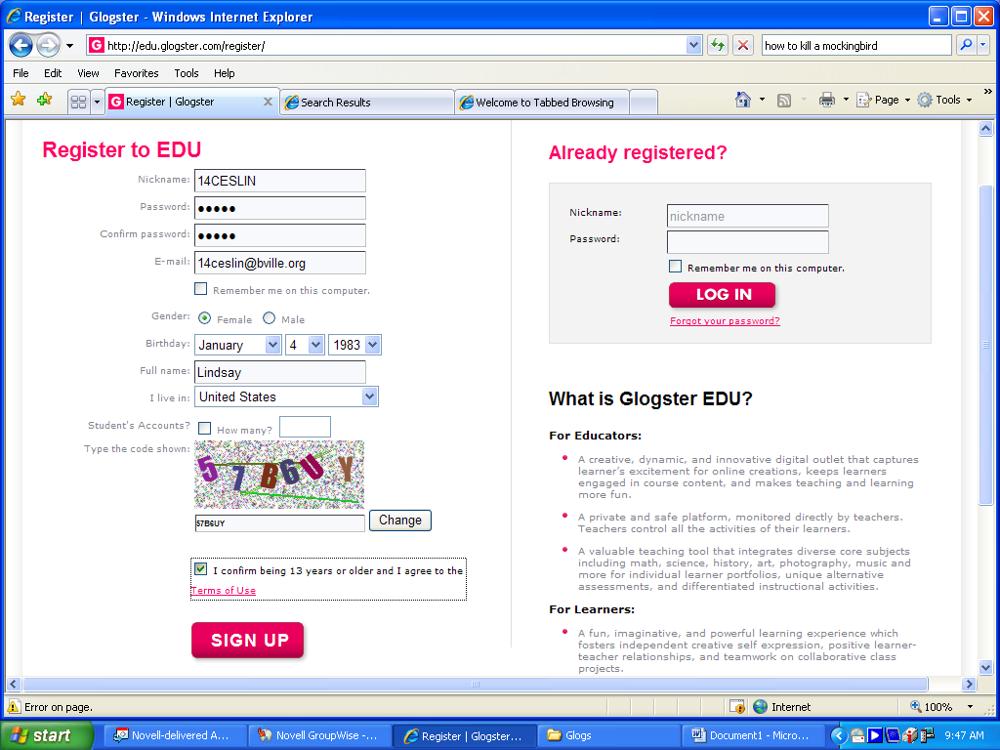 Register | Glogster - Windows Internet Explorer
http://edu.glogster.com/register/
how to kill a mockingbird
File Edit View Favorites Tools Help
Register | Glogster
Search Results
Welcome to Tabbed Browsing
Page
Tools
Register to EDU
Nickname: 14CESLIN
Password: •••••
Confirm password: •••••
E-mail: 14ceslin@bville.org
Remember me on this computer.
Gender: Female Male
Birthday: January 4 1983
Full name: Lindsay
I live in: United States
Student's Accounts? How many?
Type the code shown:
57B6UY
57B6UY
Change
I confirm being 13 years or older and I agree to the
Terms of Use
SIGN UP
Already registered?
Nickname: nickname
Password:
Remember me on this computer.
LOG IN
Forgot your password?
What is Glogster EDU?
For Educators:
A creative, dynamic, and innovative digital outlet that captures
learner's excitement for online creations, keeps learners
engaged in course content, and makes teaching and learning
more fun.
A private and safe platform, monitored directly by teachers.
Teachers control all the activities of their learners.
A valuable teaching tool that integrates diverse core subjects
including math, science, history, art, photography, music and
more for individual learner portfolios, unique alternative
assessments, and differentiated instructional activities.
For Learners:
A fun, imaginative, and powerful learning experience which
fosters independent creative self expression, positive learner-
teacher relationships, and teamwork on collaborative class
projects.
Error on page.
Internet
100%
start
Novell-delivered A...
Novell GroupWise -...
Register | Glogster...
Glogs
Document1 - Micro...
9:47 AM